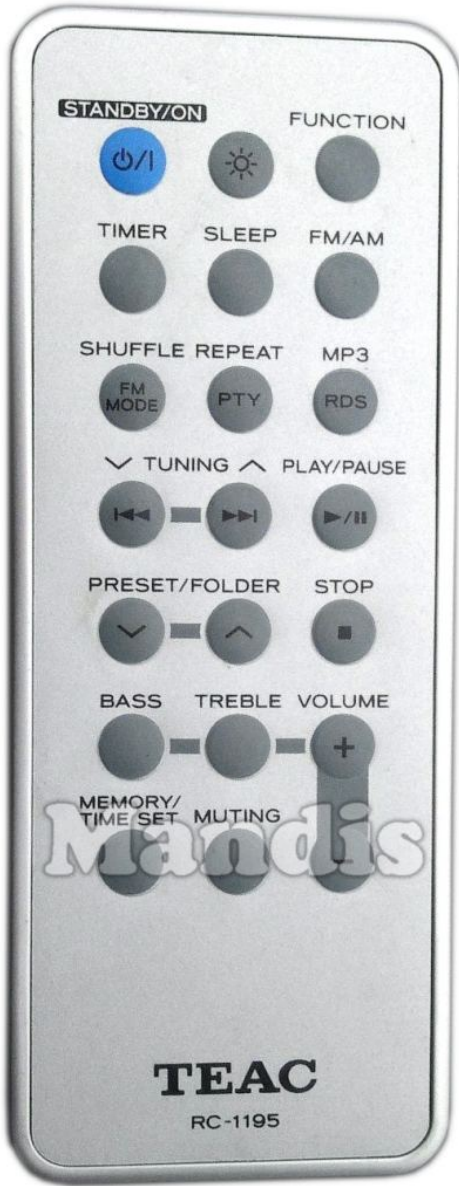 STANDBY/ON
FUNCTION
TIMER SLEEP FM/AM
SHUFFLE REPEAT MP3
FM
MODE
PTY
RDS
TUNING PLAY/PAUSE
PRESET/FOLDER STOP
BASS TREBLE VOLUME
+
MEMORY/
TIME SET
MUTING
-
Mandis
TEAC
RC-1195